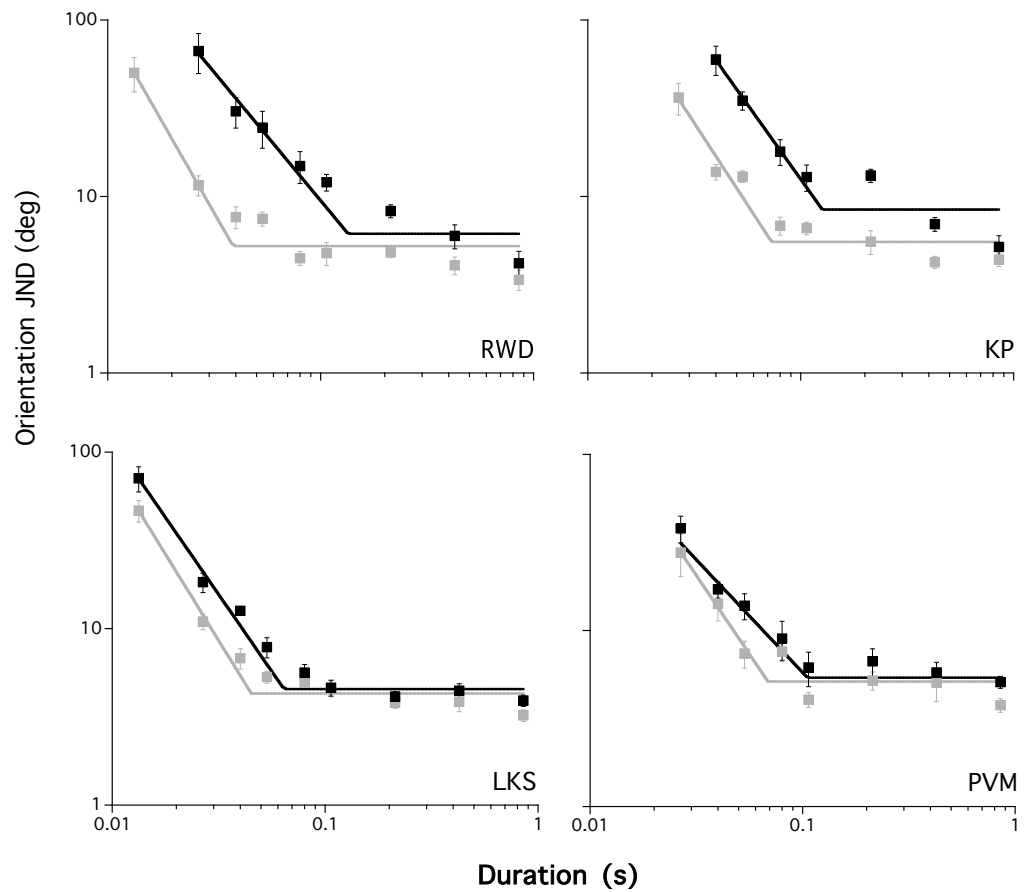 100
10
1
RWD
KP
Orientation JND (deg)
100
10
1
LKS
PVM
0.01
0.1
1
0.01
0.1
1
Duration (s)